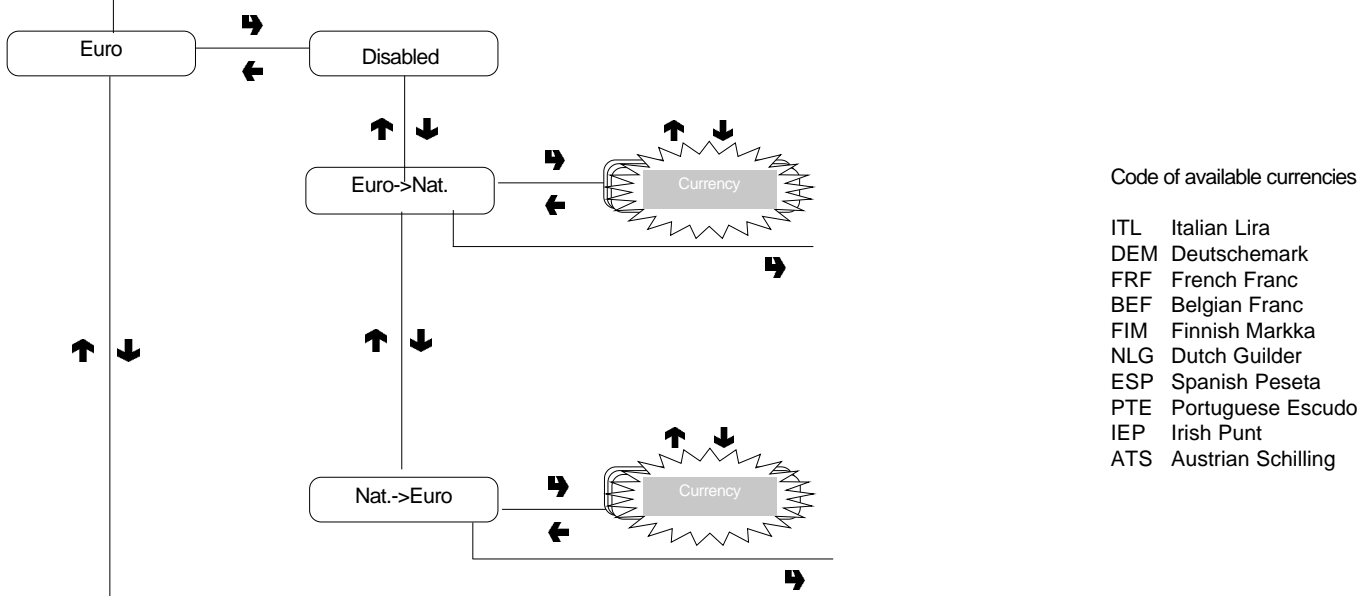 Euro
Disabled
Euro->Nat.
Currency
Nat.->Euro
Currency
Code of available currencies
ITL Italian Lira
DEM Deutschemark
FRF French Franc
BEF Belgian Franc
FIM Finnish Markka
NLG Dutch Guilder
ESP Spanish Peseta
PTE Portuguese Escudo
IEP Irish Punt
ATS Austrian Schilling